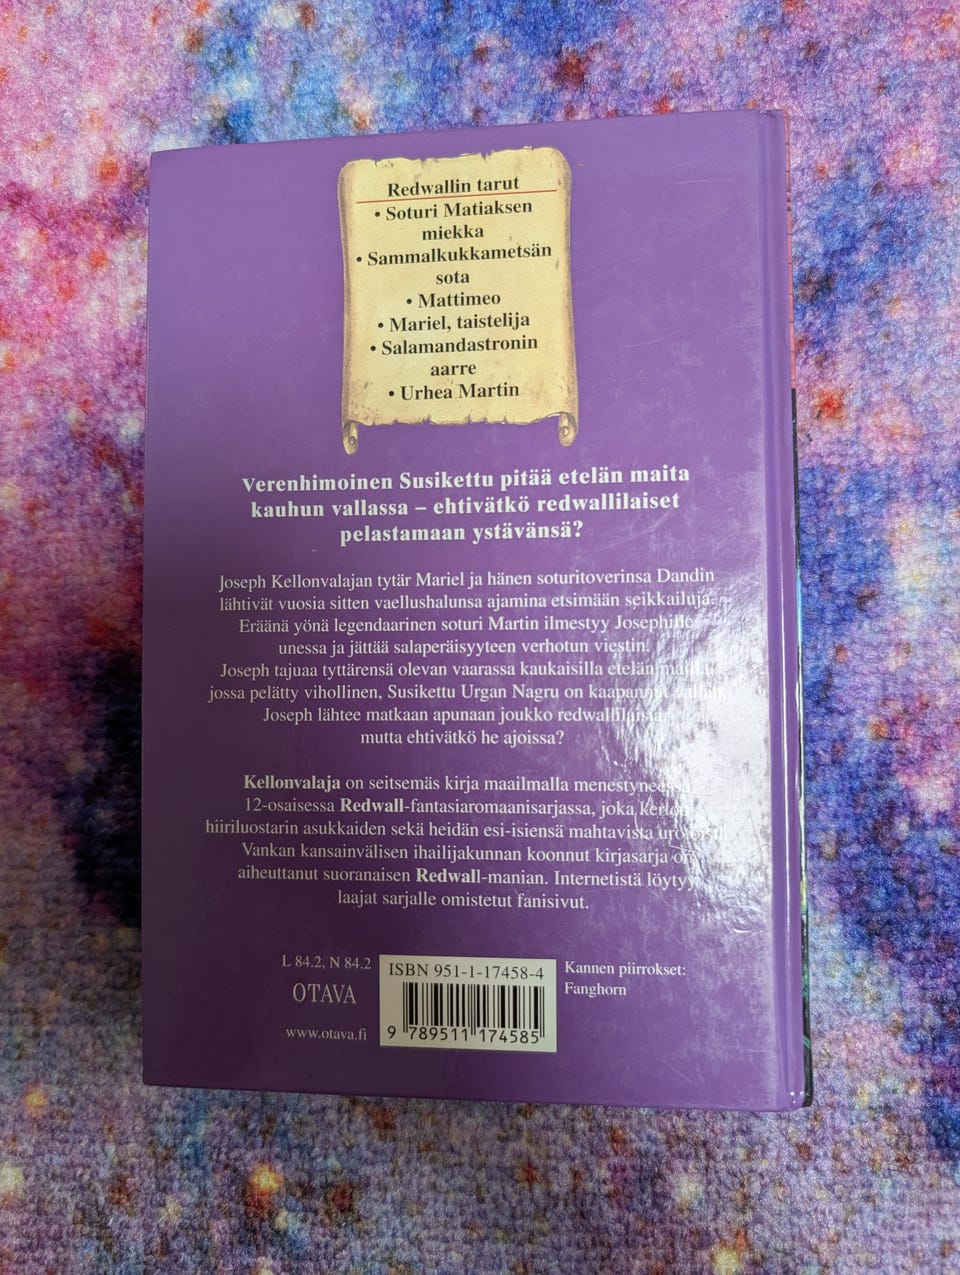 Redwallin tarut
• Soturi Matiaksen
miekka
• Sammalkukkametsän
sota
• Mattimeo
• Mariel, taistelija
• Salamandastronin
aarre
• Urhea Martin
Verenhimoinen Susikettu pitää etelän maita
kauhun vallassa – ehtivätkö redwallilaiset
pelastamaan ystävänsä?
Joseph Kellonvalajan tytär Mariel ja hänen soturitoverinsa Dandin
lähtivät vuosia sitten vaellushalunsa ajamina etsimään seikkailuja.
Eräänä yönä legendaarinen soturi Martin ilmestyy Josephille
unessa ja jättää salaperäisyyteen verhotun viestin.
Joseph tajuaa tyttärensä olevan vaarassa kaukaisilla etelän mailla,
jossa pelätty vihollinen, Susikettu Urgan Nagru on kaapannut vallan.
Joseph lähtee matkaan apunaan joukko redwallilaisia,
mutta ehtivätkö he ajoissa?
Kellonvalaja on seitsemäs kirja maailmalla menestyneessä
12-osaisessa Redwall-fantasiaromaanisarjassa, joka kertoo
hiiriluostarin asukkaiden sekä heidän esi-isiensä mahtavista
Vankan kansainvälisen ihailijakunnan koonnut kirjasarja on
aiheuttanut suoranaisen Redwall-manian. Internetistä löytyy
laajat sarjalle omistetut fanisivut.
L 84.2, N 84.2
OTAVA
www.otava.fi
ISBN 951-1-17458-4
9 789511 174585
Kannen piirrokset:
Fanghorn